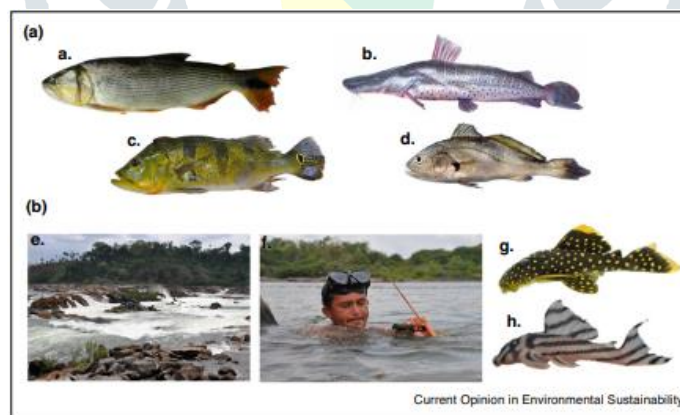 (a)
a.
b.
c.
d.
(b)
e.
f.
g.
h.
Current Opinion in Environmental Sustainability